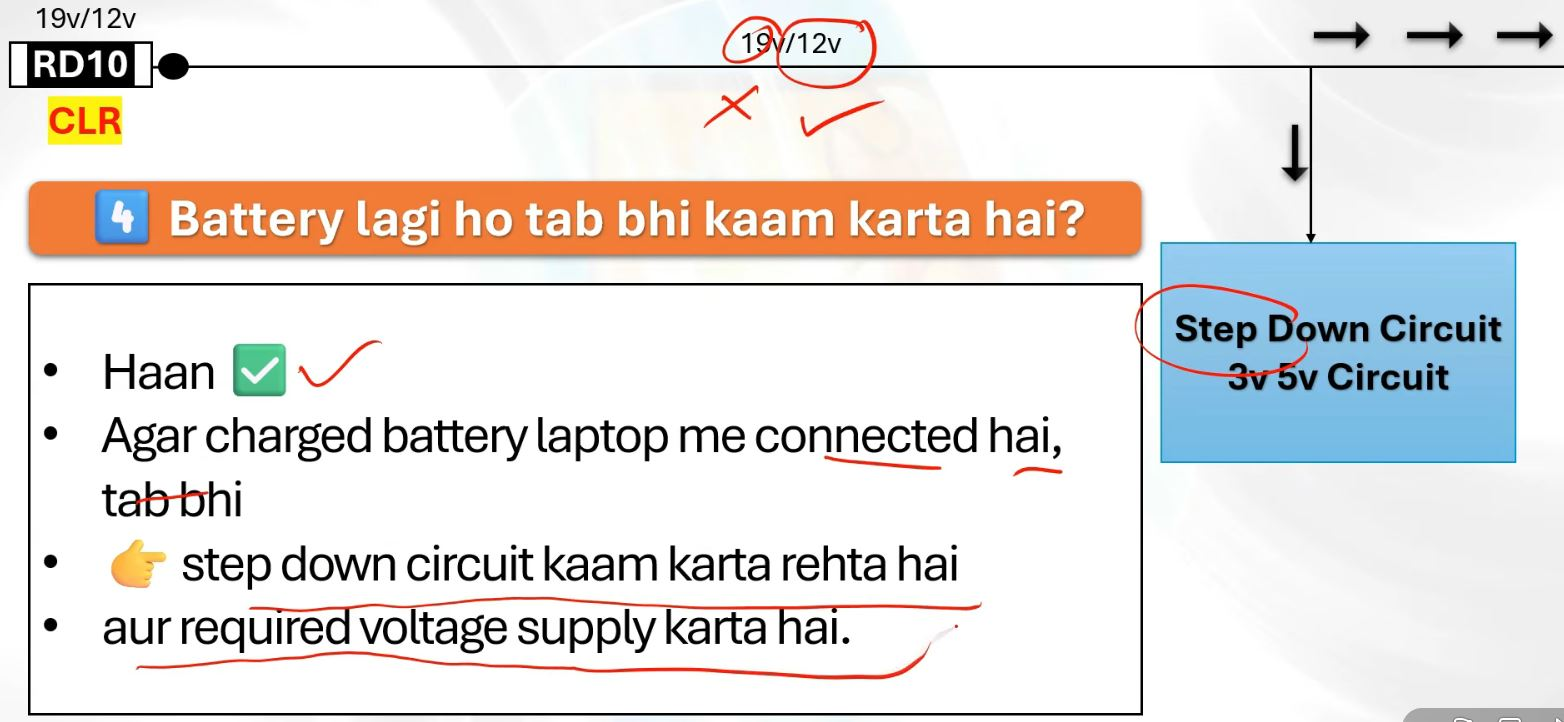 19v/12v
19v/12v
RD10
CLR
4 Battery lagi ho tab bhi kaam karta hai?
• Haan ✅
• Agar charged battery laptop me connected hai,
tab bhi
• 👉 step down circuit kaam karta rehta hai
• aur required voltage supply karta hai.
Step Down Circuit
3v 5v Circuit